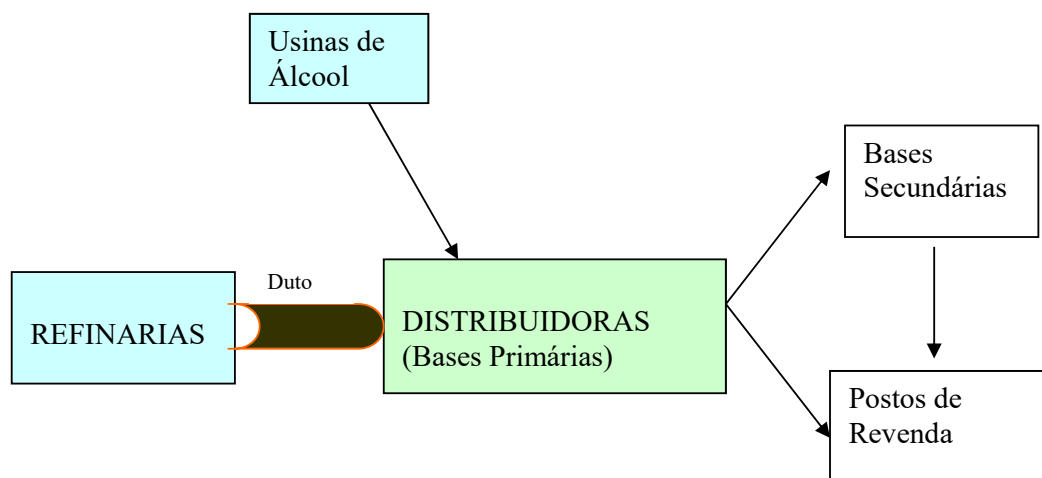 Usinas de
Álcool
Bases
Secundárias
Duto
REFINARIAS
DISTRIBUIDORAS
(Bases Primárias)
Postos de
Revenda